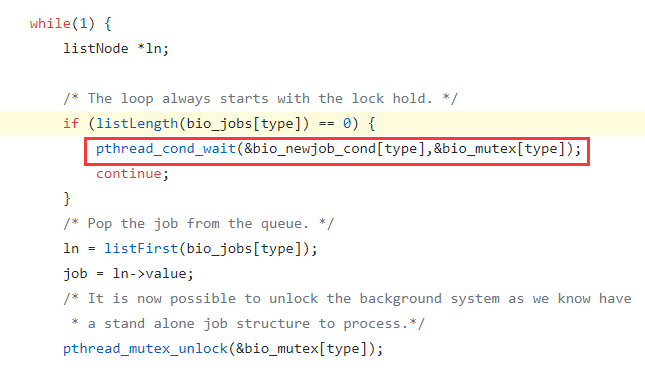 while(1) {
listNode *ln;
/* The loop always starts with the lock hold. */
if (listLength(bio_jobs[type]) == 0) {
pthread_cond_wait(&bio_newjob_cond[type],&bio_mutex[type]);
continue;
}
/* Pop the job from the queue. */
ln = listFirst(bio_jobs[type]);
job = ln->value;
/* It is now possible to unlock the background system as we know have
* a stand alone job structure to process.*/
pthread_mutex_unlock(&bio_mutex[type]);